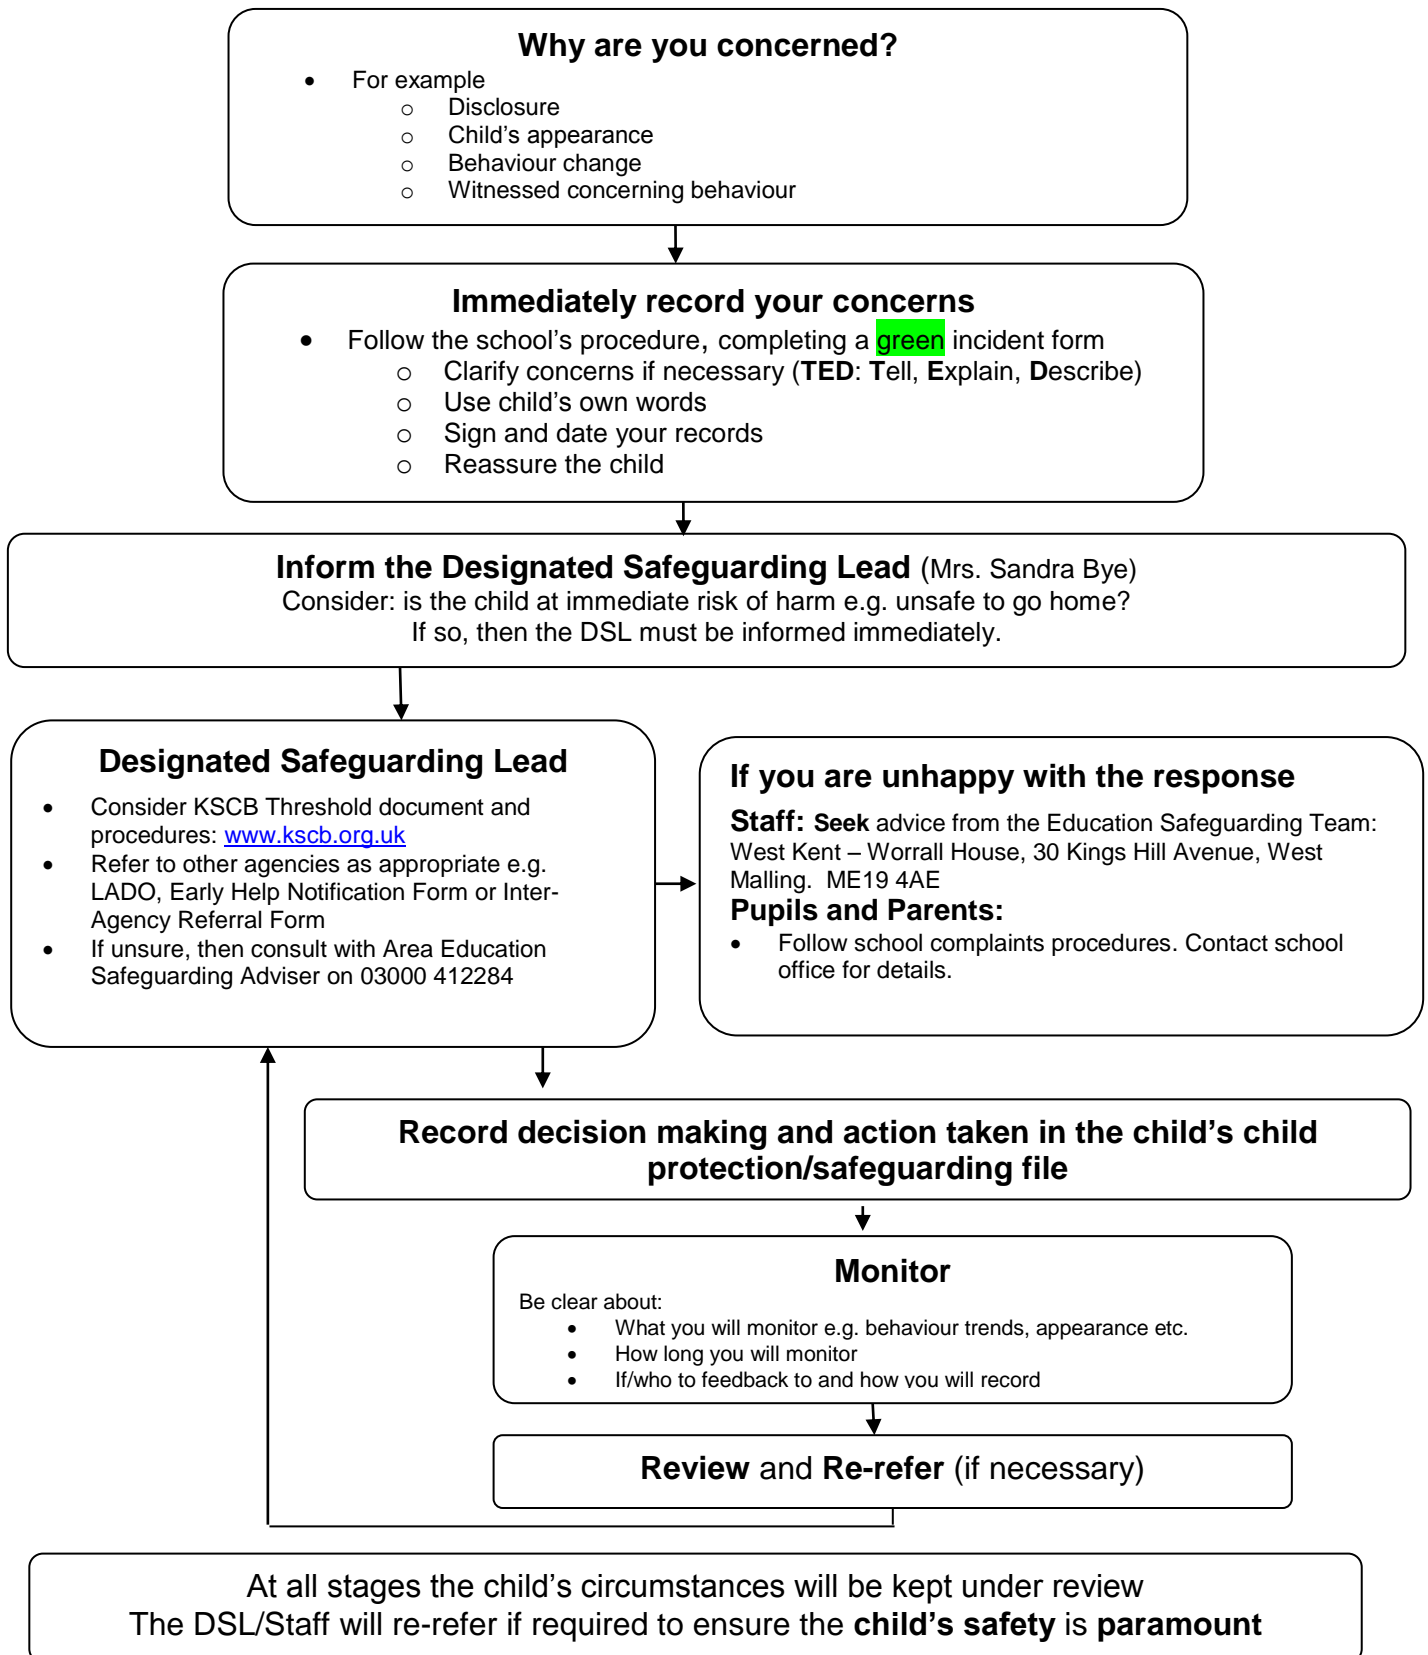 Why are you concerned?
• For example
o Disclosure
o Child's appearance
o Behaviour change
o Witnessed concerning behaviour
Immediately record your concerns
• Follow the school's procedure, completing a green incident form
o Clarify concerns if necessary (TED: Tell, Explain, Describe)
o Use child's own words
o Sign and date your records
o Reassure the child
Inform the Designated Safeguarding Lead (Mrs. Sandra Bye)
Consider: is the child at immediate risk of harm e.g. unsafe to go home?
If so, then the DSL must be informed immediately.
Designated Safeguarding Lead
• Consider KSCB Threshold document and
procedures: www.kscb.org.uk
• Refer to other agencies as appropriate e.g.
LADO, Early Help Notification Form or Inter-
Agency Referral Form
• If unsure, then consult with Area Education
Safeguarding Adviser on 03000 412284
If you are unhappy with the response
Staff: Seek advice from the Education Safeguarding Team:
West Kent – Worrall House, 30 Kings Hill Avenue, West
Malling. ME19 4AE
Pupils and Parents:
• Follow school complaints procedures. Contact school
office for details.
Record decision making and action taken in the child's child
protection/safeguarding file
Monitor
Be clear about:
• What you will monitor e.g. behaviour trends, appearance etc.
• How long you will monitor
• If/who to feedback to and how you will record
Review and Re-refer (if necessary)
At all stages the child's circumstances will be kept under review
The DSL/Staff will re-refer if required to ensure the child's safety is paramount